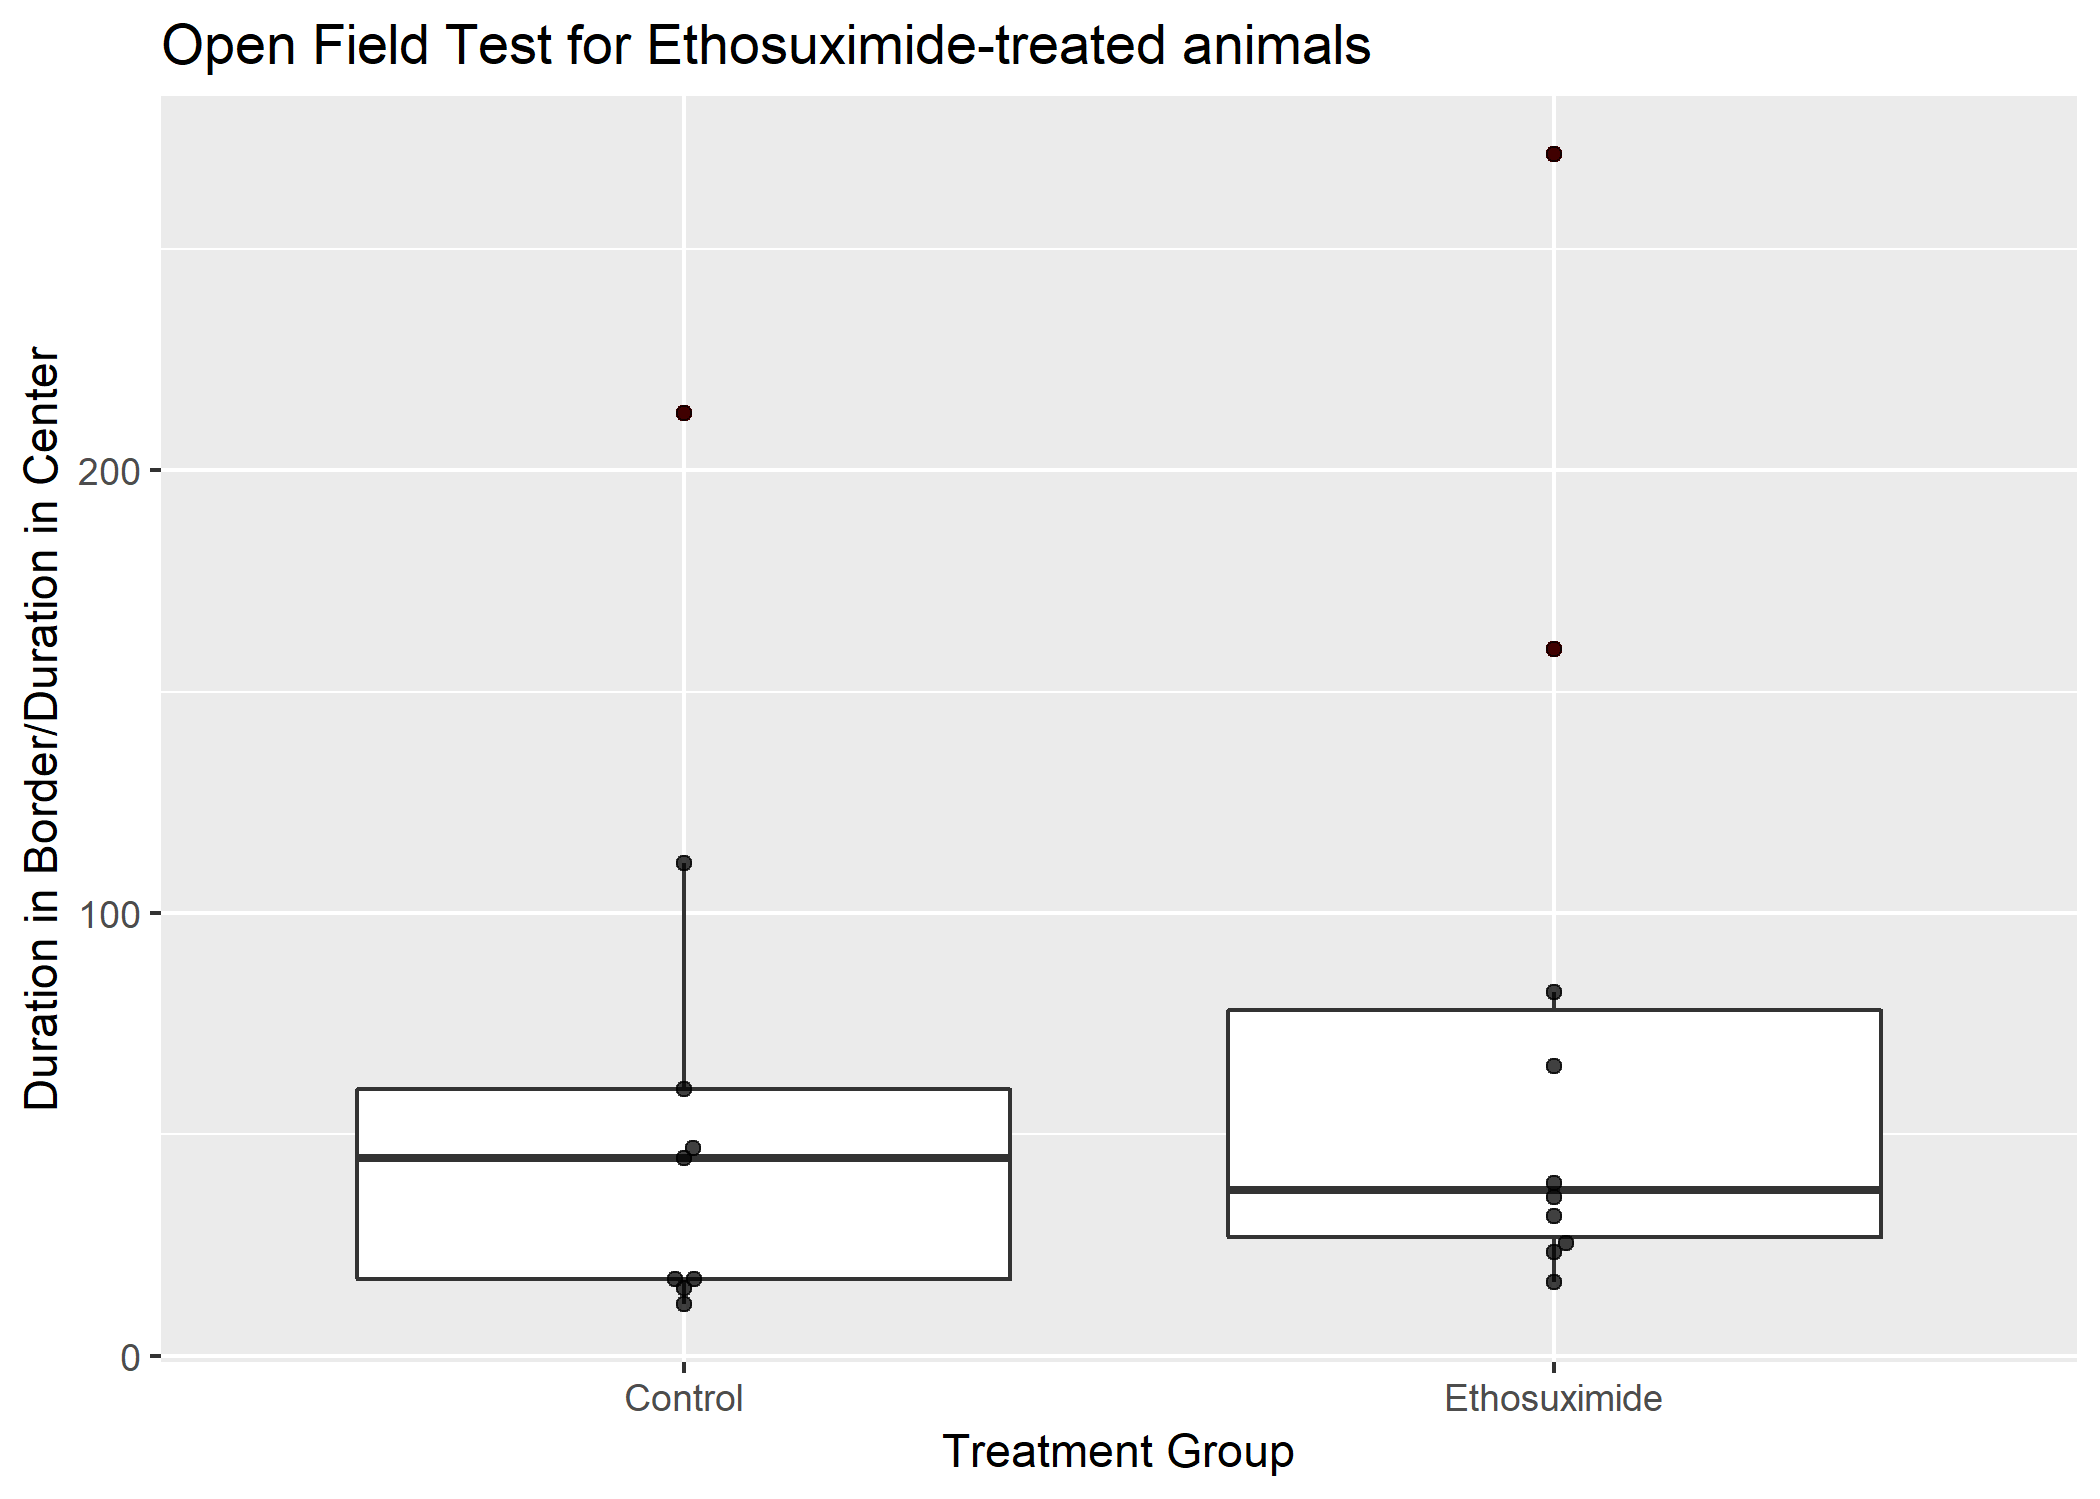 Open Field Test for Ethosuximide-treated animals
Duration in Border/Duration in Center
200
100
0
Control
Ethosuximide
Treatment Group